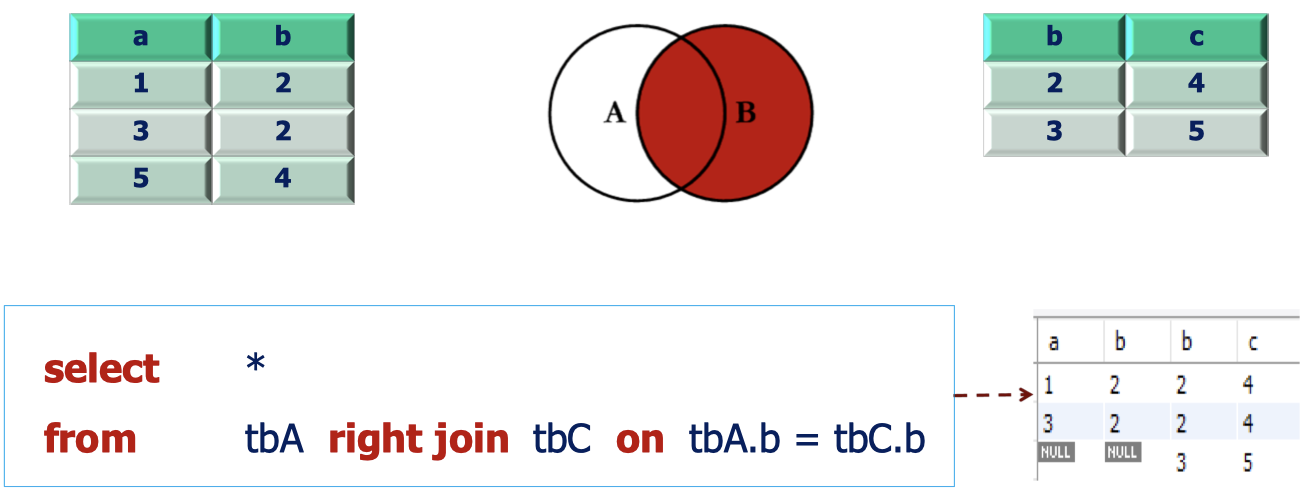 a b
1 2
3 2
5 4
A B
b c
2 4
3 5
select *
from tbA right join tbC on tbA.b = tbC.b
a b b c
1 2 2 4
3 2 2 4
NULL NULL 3 5